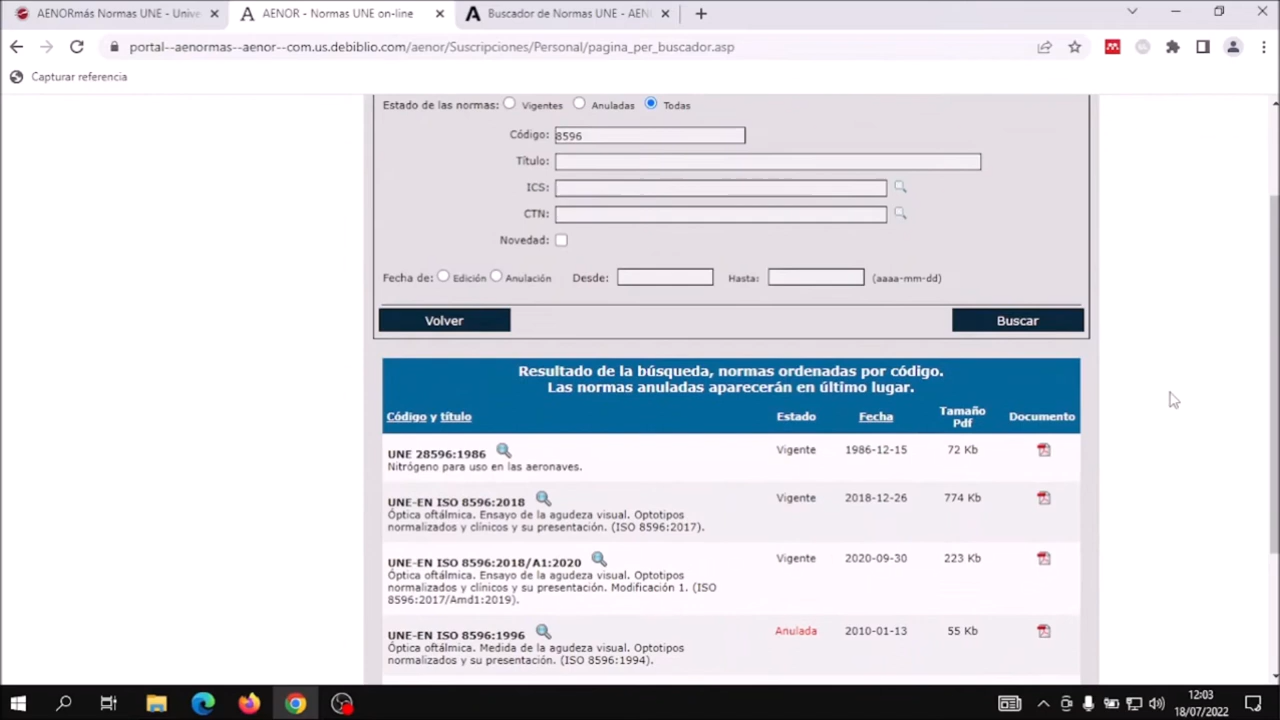 AENORmás Normas UNE - Unive
AENOR - Normas UNE on-line
Buscador de Normas UNE - AEN
portal--aenormas--aenor--com.us.debiblio.com/aenor/Suscripciones/Personal/pagina_per_buscador.asp
Capturar referencia
Estado de las normas: Vigentes Anuladas Todas
Código: 8596
Título:
ICS:
CTN:
Novedad:
Fecha de: Edición Anulación Desde: Hasta: (aaaa-mm-dd)
Volver Buscar
Resultado de la búsqueda, normas ordenadas por código.
Las normas anuladas aparecerán en último lugar.
Código y título Estado Fecha Tamaño Pdf Documento
UNE 28596:1986 Vigente 1986-12-15 72 Kb
Nitrógeno para uso en las aeronaves.
UNE-EN ISO 8596:2018 Vigente 2018-12-26 774 Kb
Óptica oftálmica. Ensayo de la agudeza visual. Optotipos
normalizados y clínicos y su presentación. (ISO 8596:2017).
UNE-EN ISO 8596:2018/A1:2020 Vigente 2020-09-30 223 Kb
Óptica oftálmica. Ensayo de la agudeza visual. Optotipos
normalizados y clínicos y su presentación. Modificación 1. (ISO
8596:2017/Amd1:2019).
UNE-EN ISO 8596:1996 Anulada 2010-01-13 55 Kb
Óptica oftálmica. Medida de la agudeza visual. Optotipos
normalizados y su presentación. (ISO 8596:1994).
12:03
18/07/2022